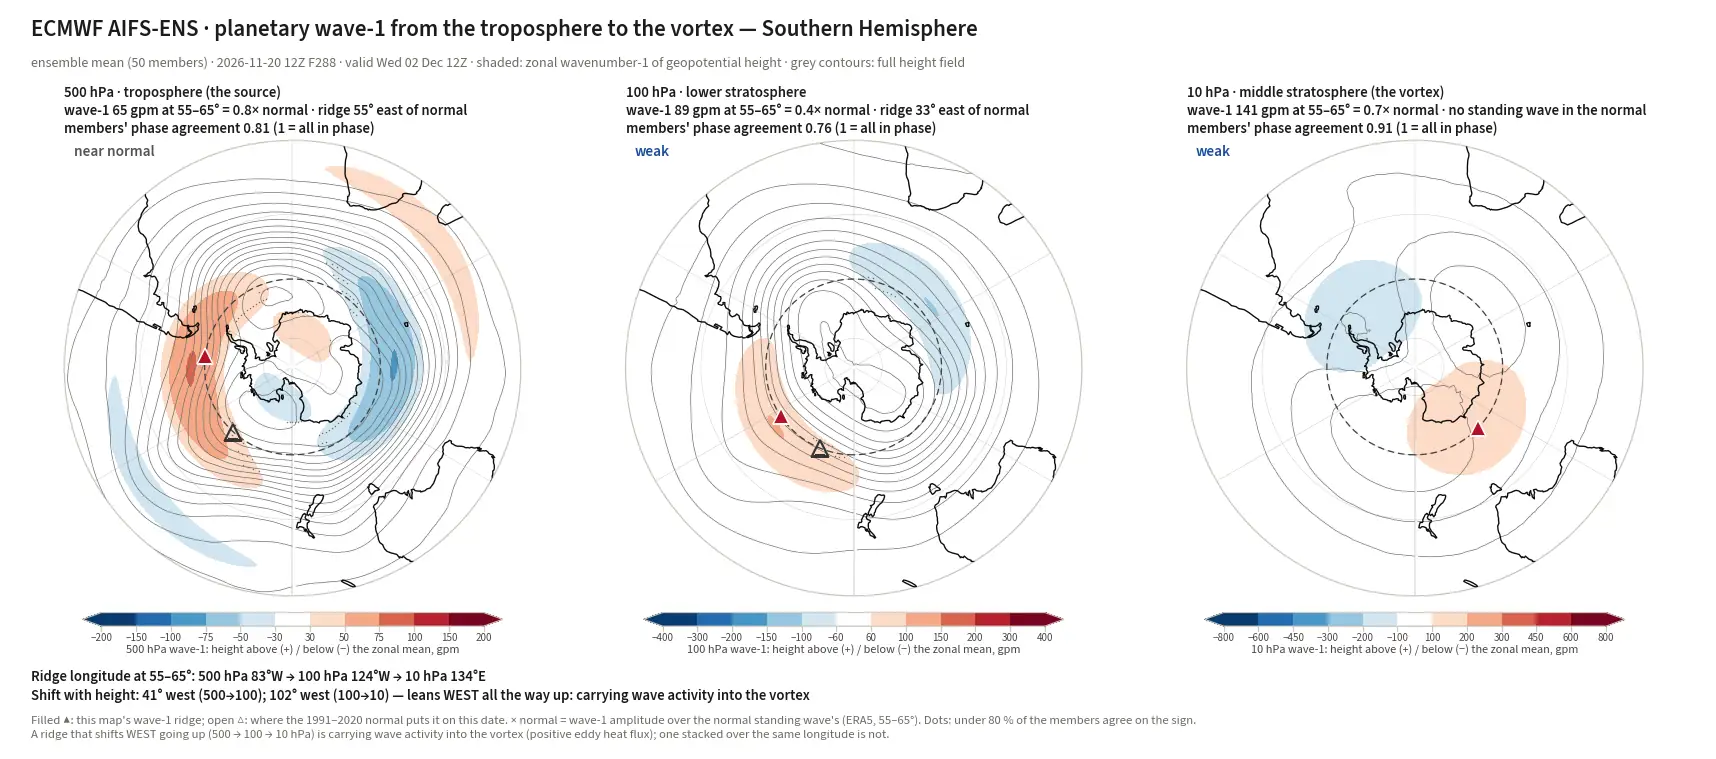 ECMWF AIFS-ENS · planetary wave-1 from the troposphere to the vortex — Southern Hemisphere
ensemble mean (50 members) · 2026-11-20 12Z F288 · valid Wed 02 Dec 12Z · shaded: zonal wavenumber-1 of geopotential height · grey contours: full height field
500 hPa · troposphere (the source)
wave-1 65 gpm at 55–65° = 0.8× normal · ridge 55° east of normal
members' phase agreement 0.81 (1 = all in phase)
near normal
100 hPa · lower stratosphere
wave-1 89 gpm at 55–65° = 0.4× normal · ridge 33° east of normal
members' phase agreement 0.76 (1 = all in phase)
weak
10 hPa · middle stratosphere (the vortex)
wave-1 141 gpm at 55–65° = 0.7× normal · no standing wave in the normal
members' phase agreement 0.91 (1 = all in phase)
weak
−200 −150 −100 −75 −50 −30 30 50 75 100 150 200
500 hPa wave-1: height above (+) / below (−) the zonal mean, gpm
−400 −300 −200 −150 −100 −60 60 100 150 200 300 400
100 hPa wave-1: height above (+) / below (−) the zonal mean, gpm
−800 −600 −450 −300 −200 −100 100 200 300 450 600 800
10 hPa wave-1: height above (+) / below (−) the zonal mean, gpm
Ridge longitude at 55–65°: 500 hPa 83°W → 100 hPa 124°W → 10 hPa 134°E
Shift with height: 41° west (500→100); 102° west (100→10) — leans WEST all the way up: carrying wave activity into the vortex
Filled ▲: this map's wave-1 ridge; open △: where the 1991–2020 normal puts it on this date. × normal = wave-1 amplitude over the normal standing wave's (ERA5, 55–65°). Dots: under 80 % of the members agree on the sign.
A ridge that shifts WEST going up (500 → 100 → 10 hPa) is carrying wave activity into the vortex (positive eddy heat flux); one stacked over the same longitude is not.